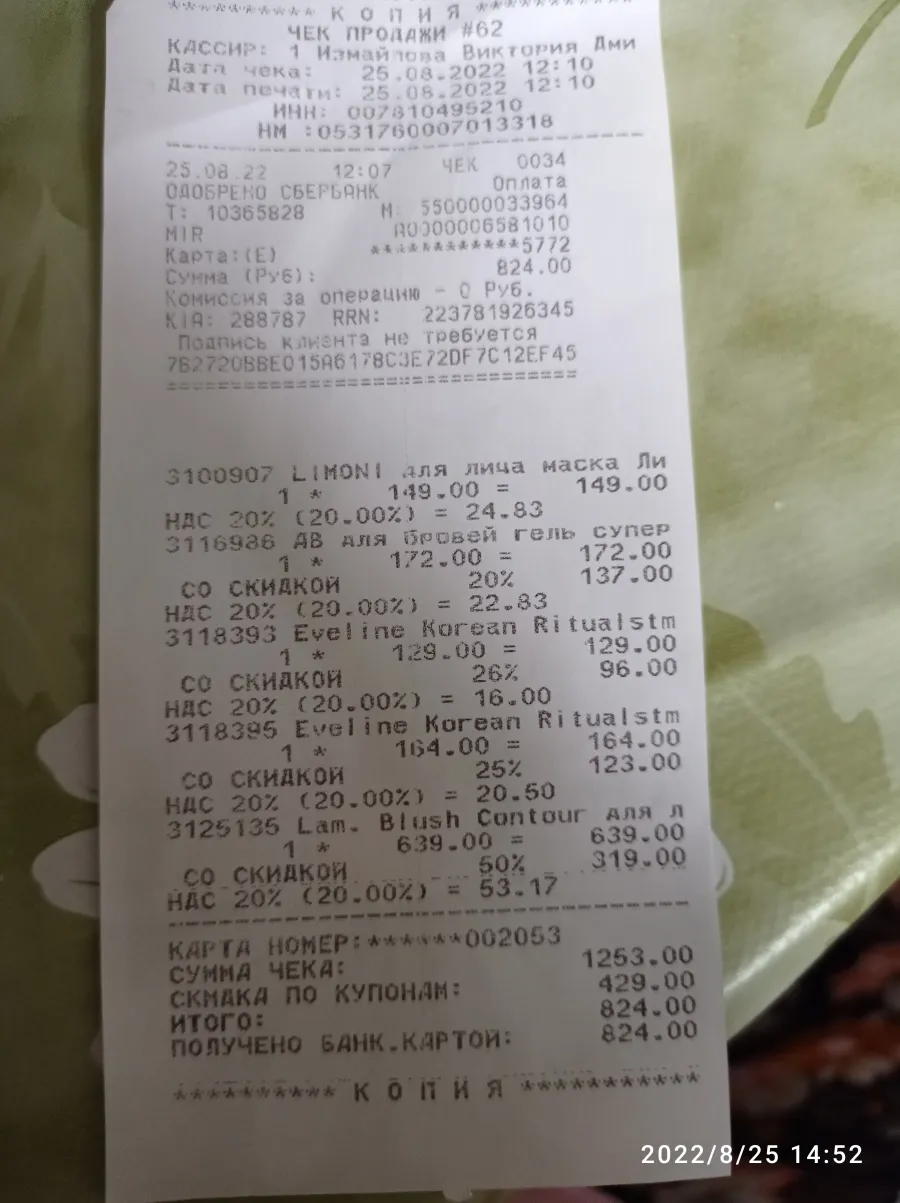 ********** К О П И Я **********
ЧЕК ПРОДАЖИ #62
КАССИР: 1 Измайлова Виктория Дми
Дата чека: 25.08.2022 12:10
Дата печати: 25.08.2022 12:10
ИНН: 007810495210
НМ :0531760007013318
25.08.22 12:07 ЧЕК 0034
ОДОБРЕНО СБЕРБАНК Оплата
Т: 10365828 М: 550000033964
MIR A0000006581010
Карта:(Е) ************5772
Сумма (Руб): 824.00
Комиссия за операцию - 0 Руб.
К/А: 288787 RRN: 223781926345
Подпись клиента не требуется
7B2720BBE015A6178C3E72DF7C12EF45
================================
3100907 LIMONI для лица маска Ли
1 * 149.00 = 149.00
НДС 20% (20.00%) = 24.83
3116986 АВ для бровей гель супер
1 * 172.00 = 172.00
СО СКИДКОЙ 20% 137.00
НДС 20% (20.00%) = 22.83
3118393 Eveline Korean Ritualstm
1 * 129.00 = 129.00
СО СКИДКОЙ 26% 96.00
НДС 20% (20.00%) = 16.00
3118395 Eveline Korean Ritualstm
1 * 164.00 = 164.00
СО СКИДКОЙ 25% 123.00
НДС 20% (20.00%) = 20.50
3125135 Lam. Blush Contour для л
1 * 639.00 = 639.00
СО СКИДКОЙ 50% 319.00
НДС 20% (20.00%) = 53.17
КАРТА НОМЕР:******002053
СУММА ЧЕКА: 1253.00
СКИДКА ПО КУПОНАМ: 429.00
ИТОГО: 824.00
ПОЛУЧЕНО БАНК.КАРТОЙ: 824.00
********** К О П И Я ***********
2022/8/25 14:52